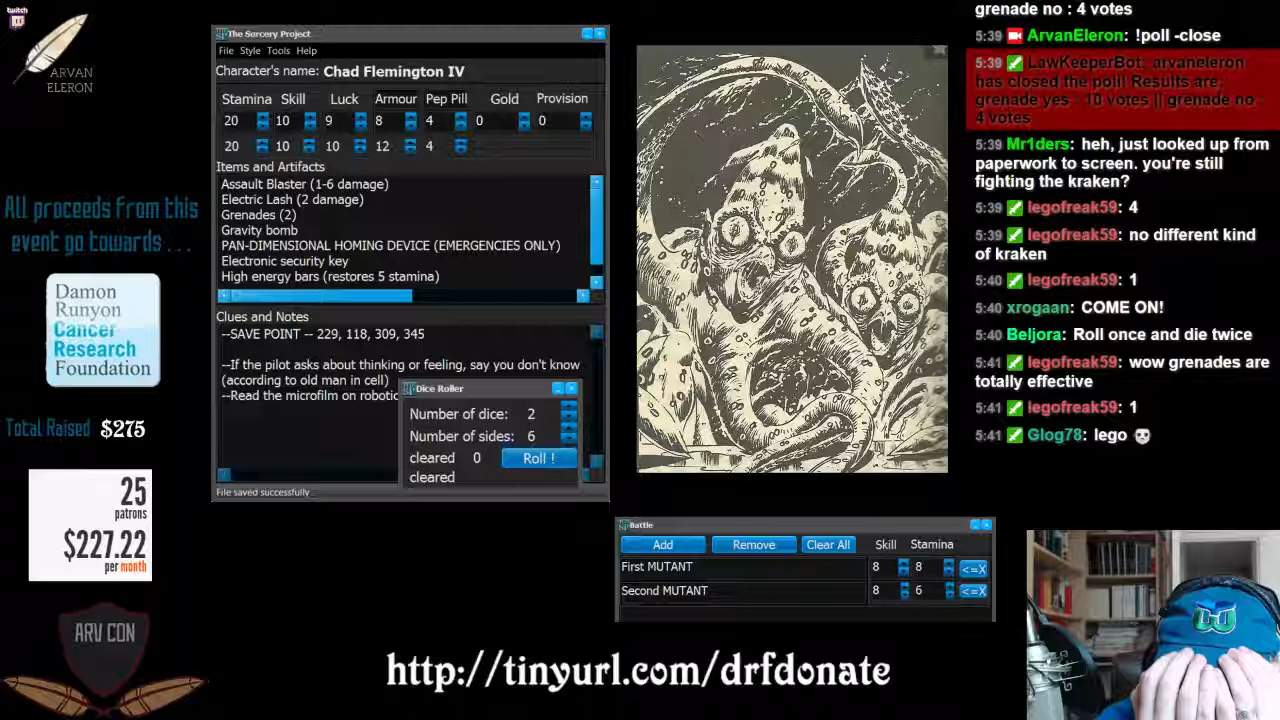 twitch
ARVAN
ELERON
All proceeds from this
event go towards . . .
Damon
Runyon
Cancer
Research
Foundation
Total Raised $275
25
patrons
$227.22
per month
ARV CON
The Sorcery Project
File Style Tools Help
Character's name: Chad Flemington IV
Stamina Skill Luck Armour Pep Pill Gold Provision
20 10 9 8 4 0 0
20 10 10 12 4
Items and Artifacts
Assault Blaster (1-6 damage)
Electric Lash (2 damage)
Grenades (2)
Gravity bomb
PAN-DIMENSIONAL HOMING DEVICE (EMERGENCIES ONLY)
Electronic security key
High energy bars (restores 5 stamina)
Clues and Notes
--SAVE POINT -- 229, 118, 309, 345
--If the pilot asks about thinking or feeling, say you don't know
(according to old man in cell)
--Read the microfilm on robotic
File saved successfully
Dice Roller
Number of dice: 2
Number of sides: 6
cleared 0 Roll !
cleared
Battle
Add Remove Clear All Skill Stamina
First MUTANT 8 8 <=X
Second MUTANT 8 6 <=X
http://tinyurl.com/drfdonate
grenade no : 4 votes
5:39 ArvanEleron: !poll -close
5:39 LawKeeperBot: arvaneleron
has closed the poll! Results are:
grenade yes : 10 votes || grenade no :
4 votes
5:39 Mr1ders: heh, just looked up from
paperwork to screen. you're still
fighting the kraken?
5:39 legofreak59: 4
5:39 legofreak59: no different kind
of kraken
5:40 legofreak59: 1
5:40 xrogaan: COME ON!
5:40 Beljora: Roll once and die twice
5:41 legofreak59: wow grenades are
totally effective
5:41 legofreak59: 1
5:41 Glog78: lego